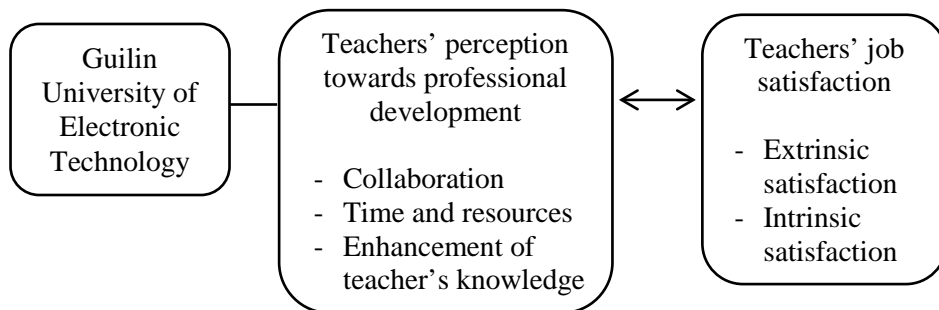 Guilin
University of
Electronic
Technology
Teachers’ perception
towards professional
development
- Collaboration
- Time and resources
- Enhancement of
teacher’s knowledge
Teachers’ job
satisfaction
- Extrinsic
satisfaction
- Intrinsic
satisfaction